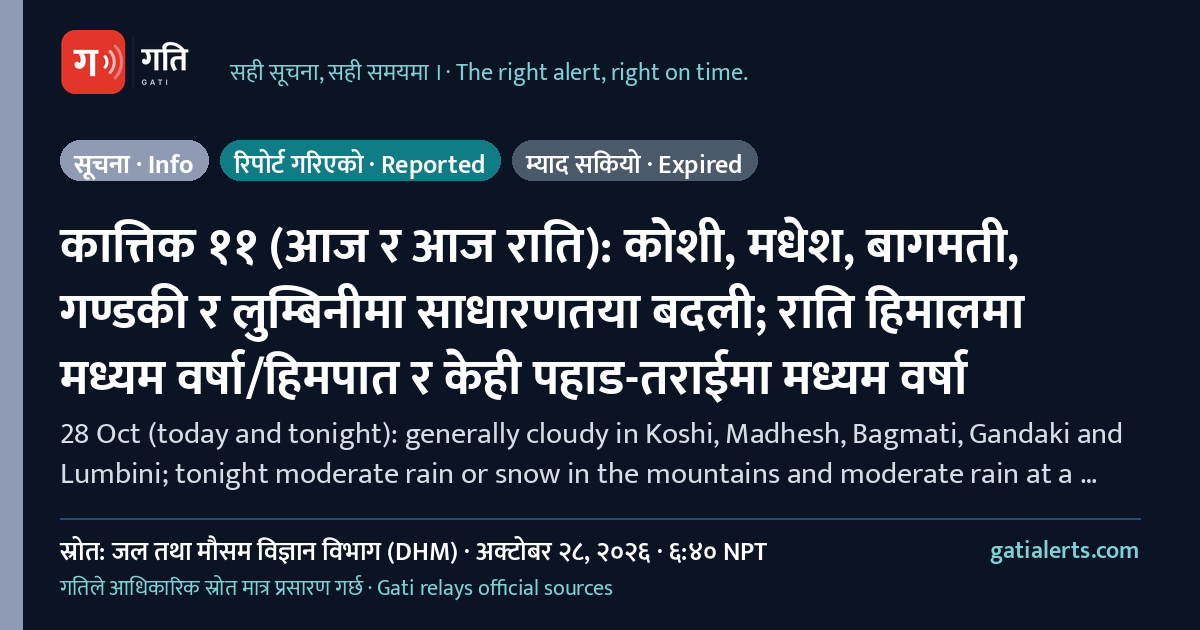 ग गति
GATI
सही सूचना, सही समयमा । · The right alert, right on time.
सूचना · Info रिपोर्ट गरिएको · Reported म्याद सकियो · Expired
कात्तिक ११ (आज र आज राति): कोशी, मधेश, बागमती,
गण्डकी र लुम्बिनीमा साधारणतया बदली; राति हिमालमा
मध्यम वर्षा/हिमपात र केही पहाड-तराईमा मध्यम वर्षा
28 Oct (today and tonight): generally cloudy in Koshi, Madhesh, Bagmati, Gandaki and
Lumbini; tonight moderate rain or snow in the mountains and moderate rain at a ...
स्रोत: जल तथा मौसम विज्ञान विभाग (DHM) · अक्टोबर २८, २०२६ · ६:४० NPT
gatialerts.com
गतिले आधिकारिक स्रोत मात्र प्रसारण गर्छ · Gati relays official sources